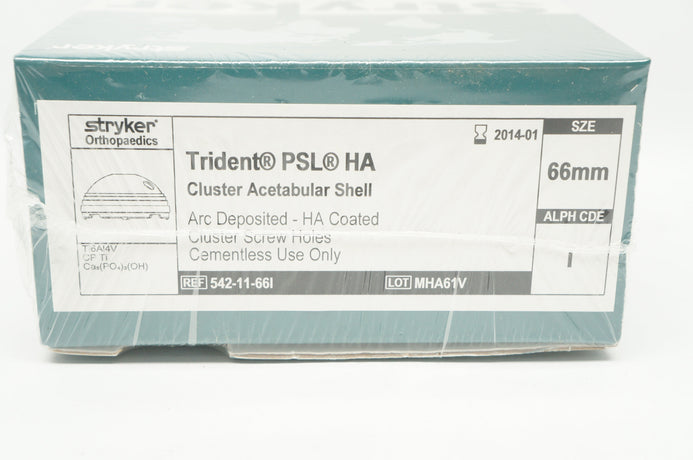 stryker
stryker®
Orthopaedics
Trident® PSL® HA
Cluster Acetabular Shell
Arc Deposited - HA Coated
Cluster Screw Holes
Cementless Use Only
2014-01
SZE
66mm
ALPH CDE
I
Ti6Al4V
CP Ti
Ca₅(PO₄)₃(OH)
REF 542-11-66I
LOT MHA61V